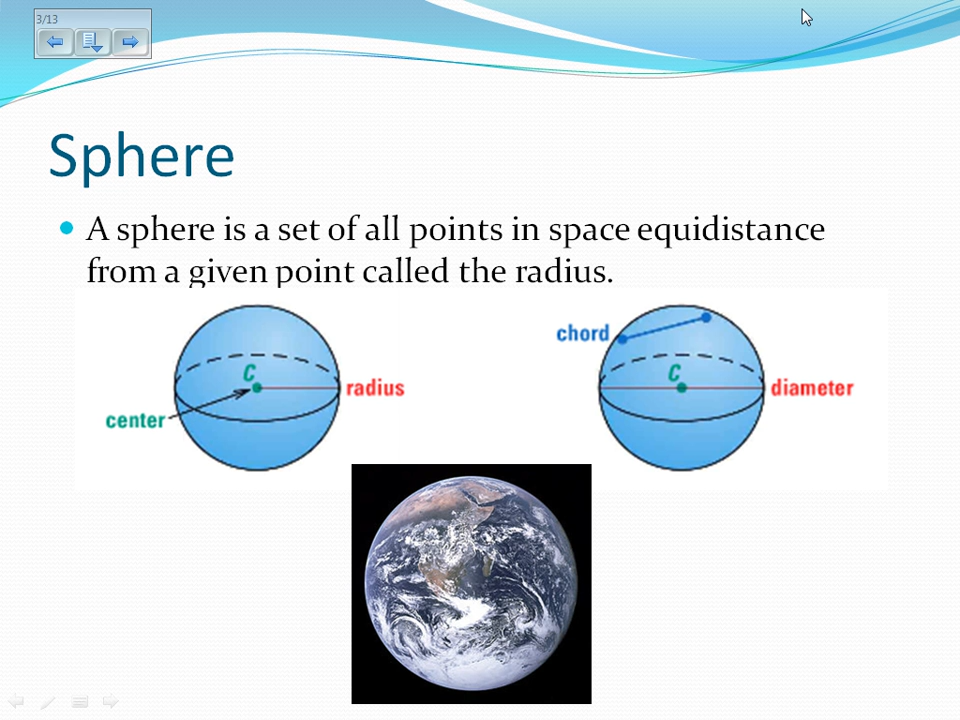 3/13
Sphere
A sphere is a set of all points in space equidistance
from a given point called the radius.
C
radius
center
chord
C
diameter